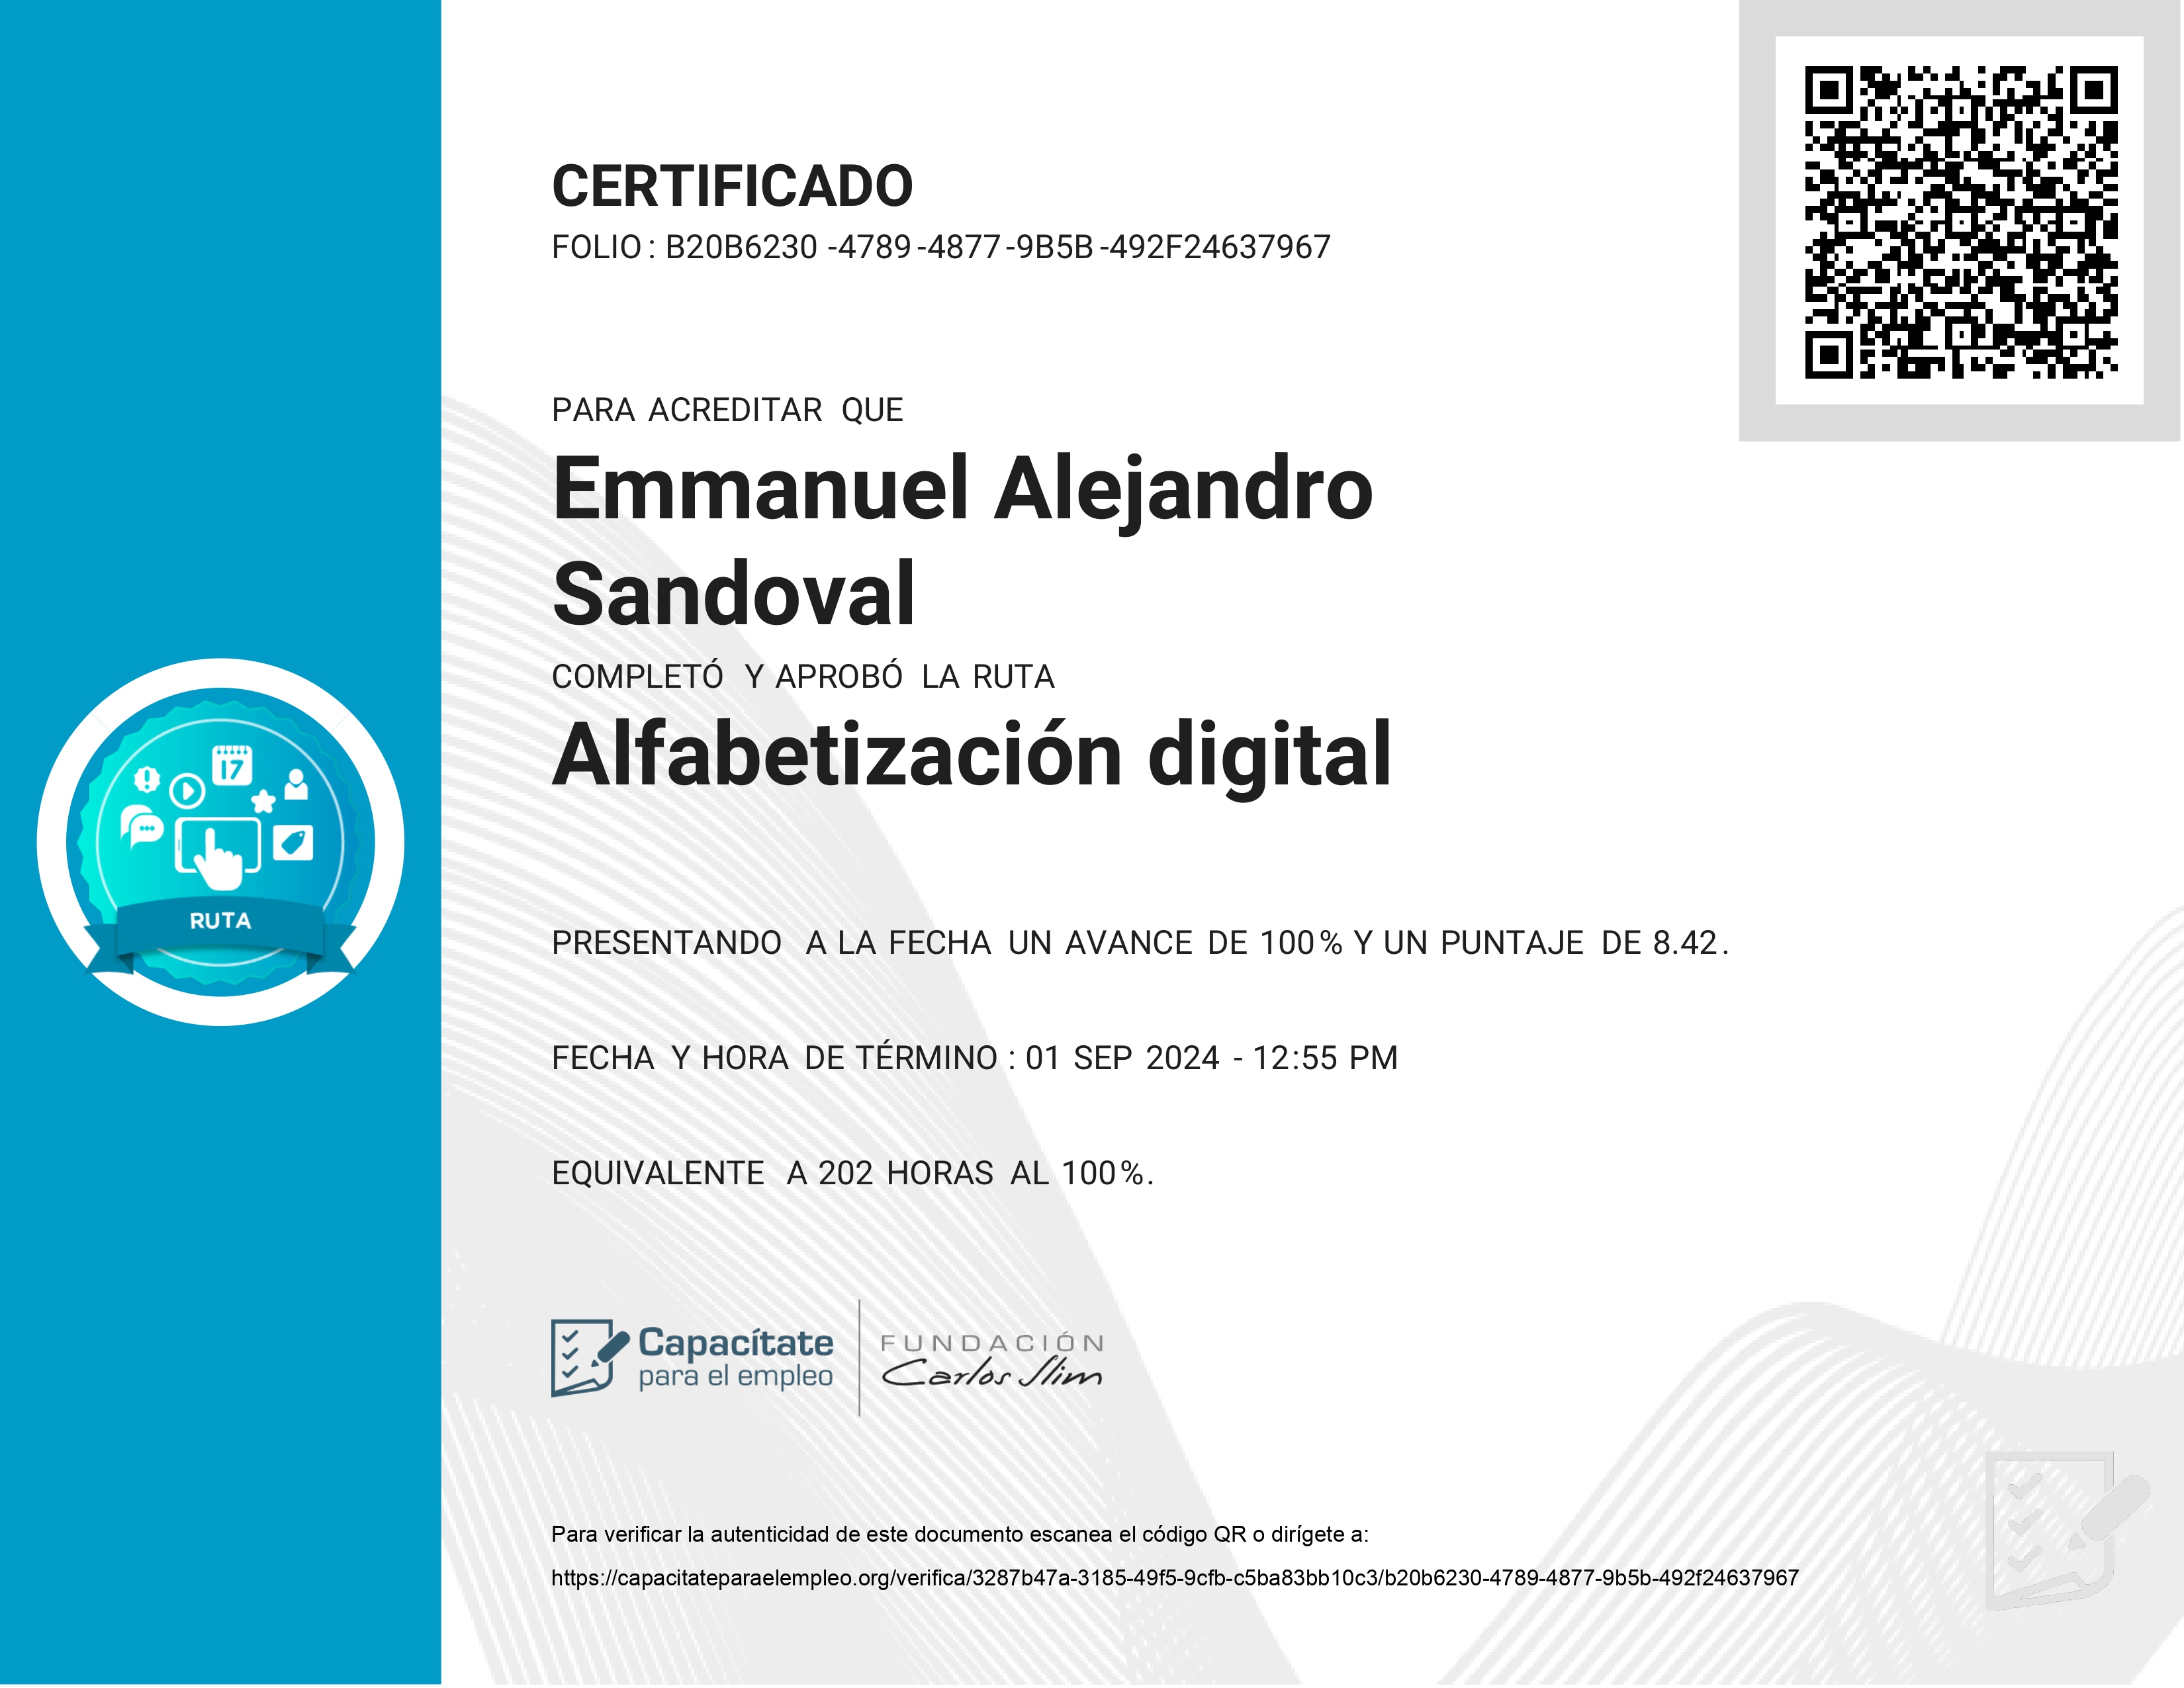 CERTIFICADO
FOLIO: B20B6230-4789-4877-9B5B-492F24637967
PARA ACREDITAR QUE
Emmanuel Alejandro
Sandoval
COMPLETÓ Y APROBÓ LA RUTA
Alfabetización digital
17
RUTA
PRESENTANDO A LA FECHA UN AVANCE DE 100% Y UN PUNTAJE DE 8.42.
FECHA Y HORA DE TÉRMINO: 01 SEP 2024 - 12:55 PM
EQUIVALENTE A 202 HORAS AL 100%.
Capacítate
para el empleo
FUNDACIÓN
Carlos Slim
Para verificar la autenticidad de este documento escanea el código QR o dirígete a:
https://capacitateparaelempleo.org/verifica/3287b47a-3185-49f5-9cfb-c5ba83bb10c3/b20b6230-4789-4877-9b5b-492f24637967